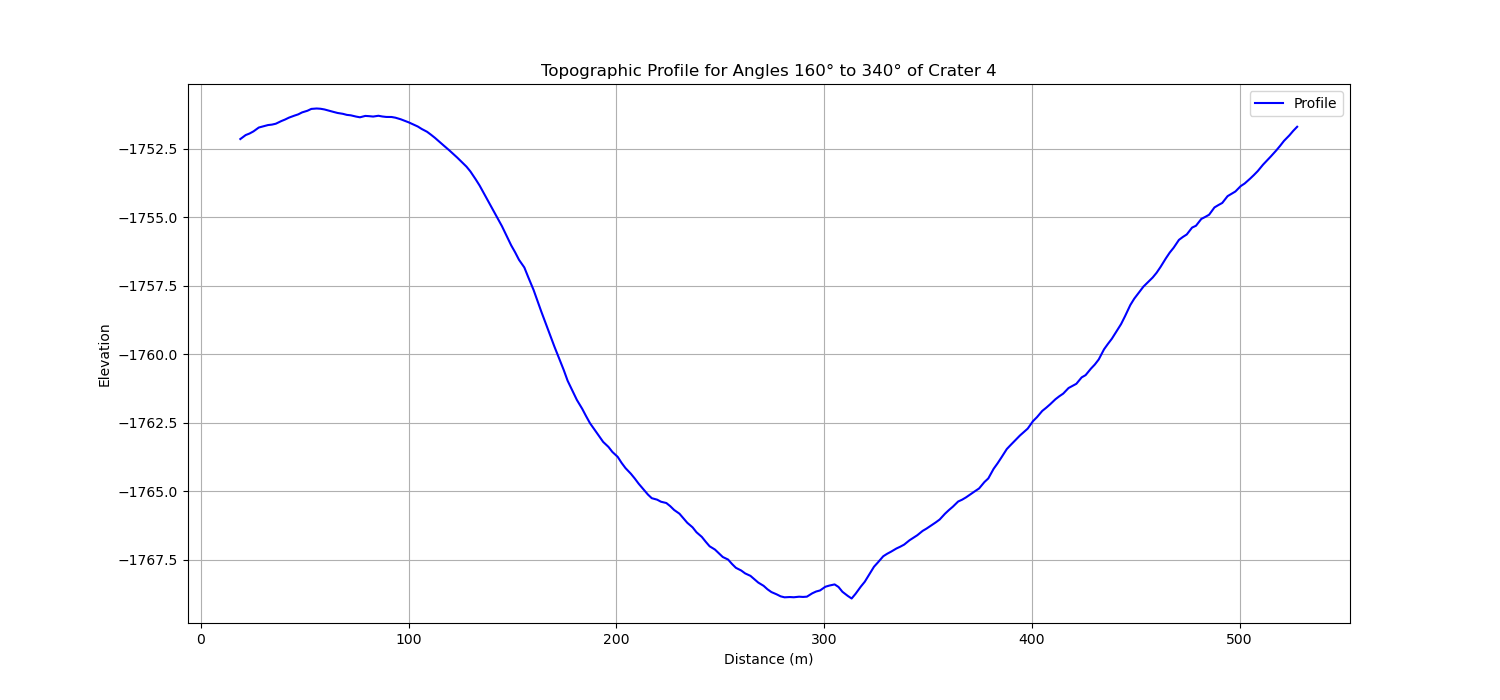 Topographic Profile for Angles 160° to 340° of Crater 4
Profile
−1752.5
−1755.0
−1757.5
−1760.0
−1762.5
−1765.0
−1767.5
Elevation
0 100 200 300 400 500
Distance (m)